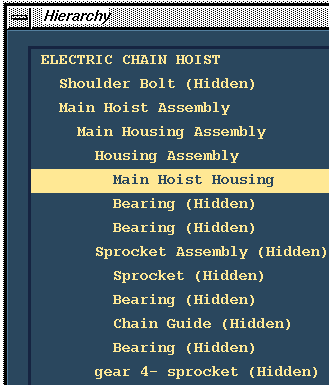 Hierarchy
ELECTRIC CHAIN HOIST
Shoulder Bolt (Hidden)
Main Hoist Assembly
Main Housing Assembly
Housing Assembly
Main Hoist Housing
Bearing (Hidden)
Bearing (Hidden)
Sprocket Assembly (Hidden)
Sprocket (Hidden)
Bearing (Hidden)
Chain Guide (Hidden)
Bearing (Hidden)
gear 4- sprocket (Hidden)